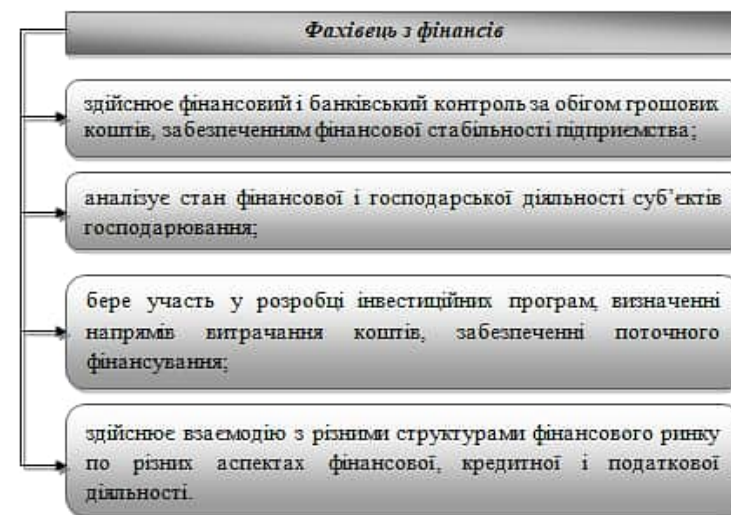 Фахівець з фінансів
здійснює фінансовий і банківський контроль за обігом грошових
коштів, забезпеченням фінансової стабільності підприємства;
аналізує стан фінансової і господарської діяльності суб’єктів
господарювання;
бере участь у розробці інвестиційних програм, визначенні
напрямів витрачання коштів, забезпеченні поточного
фінансування;
здійснює взаємодію з різними структурами фінансового ринку
по різних аспектах фінансової, кредитної і податкової
діяльності.